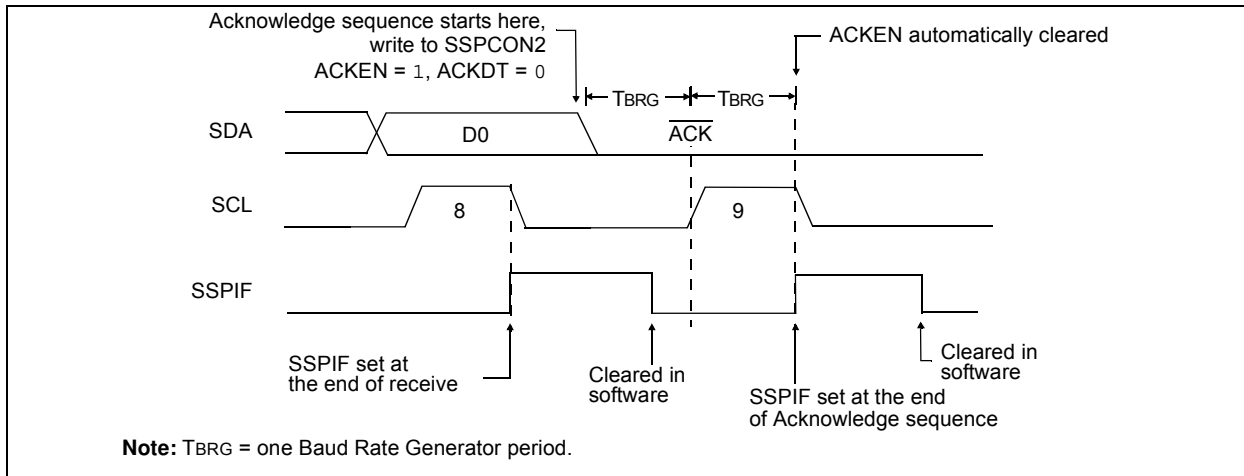 Acknowledge sequence starts here,
write to SSPCON2
ACKEN = 1, ACKDT = 0
ACKEN automatically cleared
TBRG
TBRG
SDA
D0
ACK
SCL
8
9
SSPIF
SSPIF set at
the end of receive
Cleared in
software
SSPIF set at the end
of Acknowledge sequence
Cleared in
software
Note: TBRG = one Baud Rate Generator period.